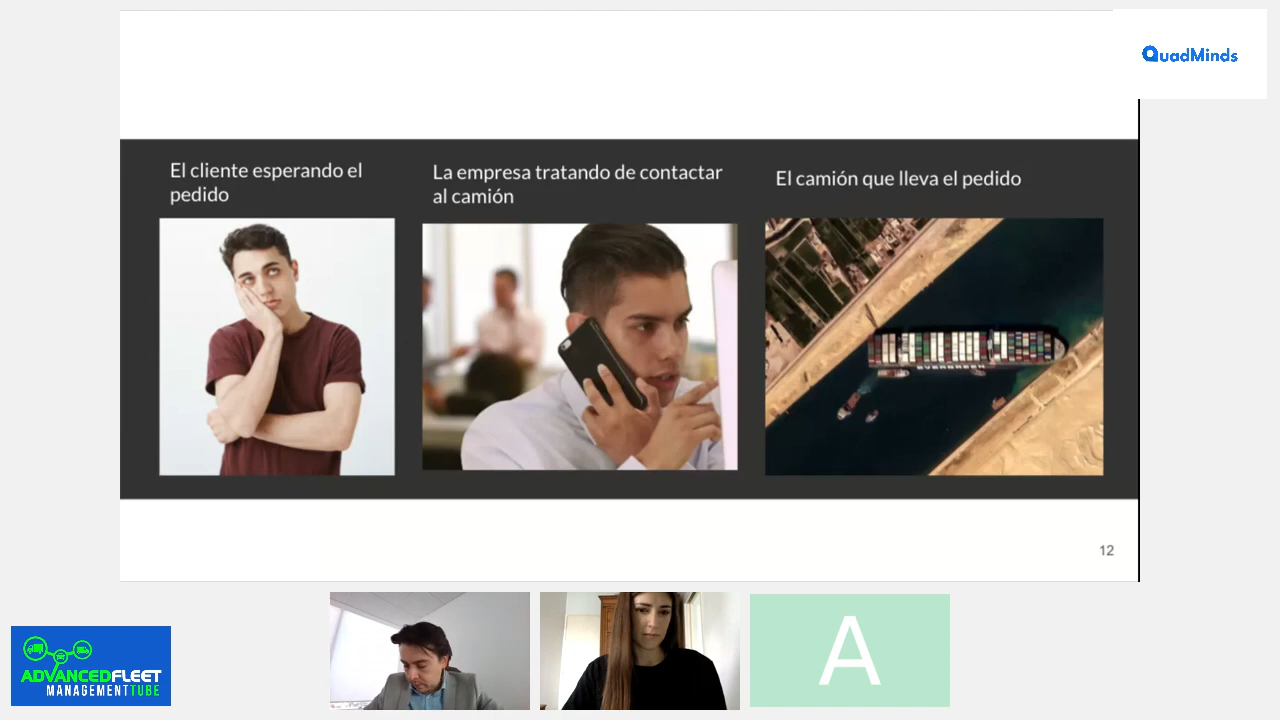 QuadMinds
El cliente esperando el
pedido
La empresa tratando de contactar
al camión
El camión que lleva el pedido
EVERGREEN
12
ADVANCEDFLEET
MANAGEMENTTUBE
A